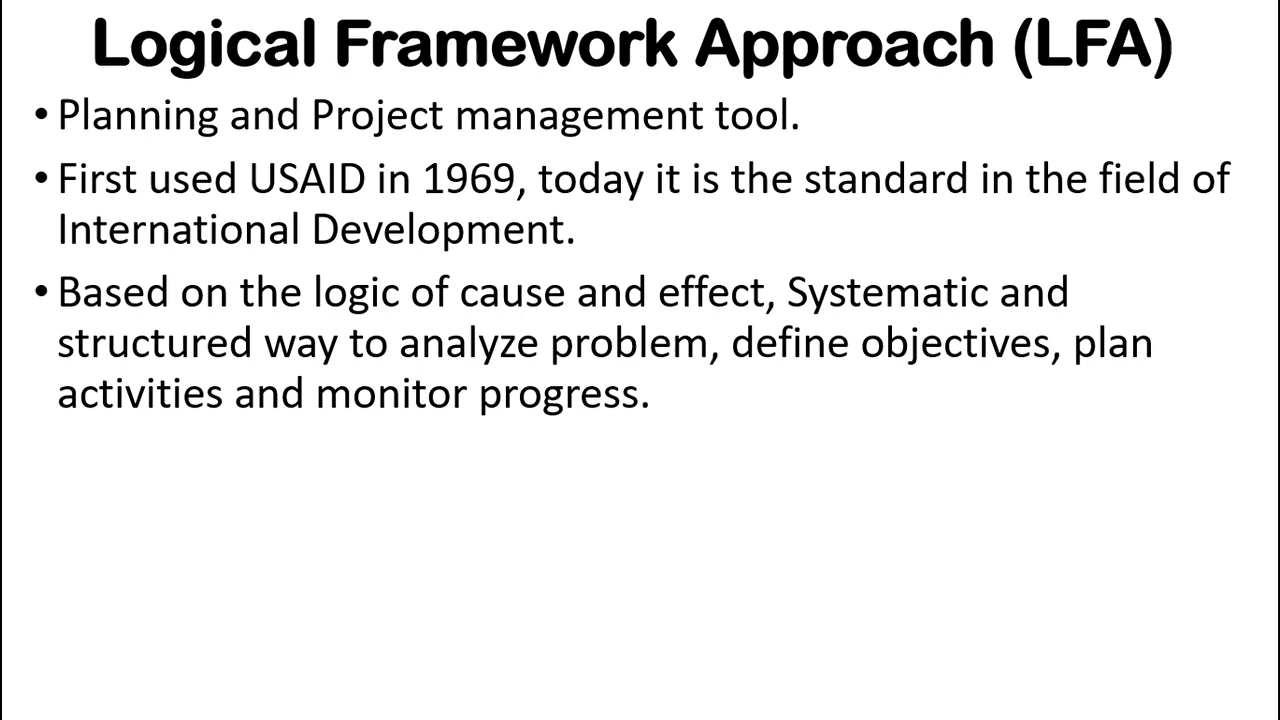 Logical Framework Approach (LFA)
• Planning and Project management tool.
• First used USAID in 1969, today it is the standard in the field of
International Development.
• Based on the logic of cause and effect, Systematic and
structured way to analyze problem, define objectives, plan
activities and monitor progress.